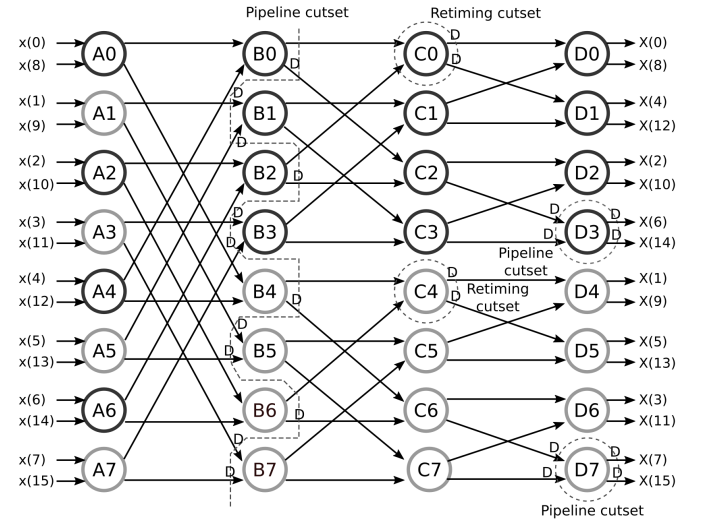 Pipeline cutset
Retiming cutset
x(0) A0 B0 C0 D D0 X(0)
x(8) D D X(8)
x(1) A1 D B1 C1 D1 X(4)
x(9) X(12)
D
x(2) A2 B2 C2 D2 X(2)
x(10) D X(10)
x(3) A3 D B3 C3 D D3 D X(6)
x(11) D D D X(14)
Pipeline
cutset
x(4) A4 B4 C4 D D4 X(1)
x(12) D D X(9)
Retiming
cutset
D
x(5) A5 B5 C5 D5 X(5)
x(13) D X(13)
x(6) A6 B6 C6 D6 X(3)
x(14) D X(11)
D
x(7) A7 B7 C7 D D7 D X(7)
x(15) D D D X(15)
Pipeline cutset